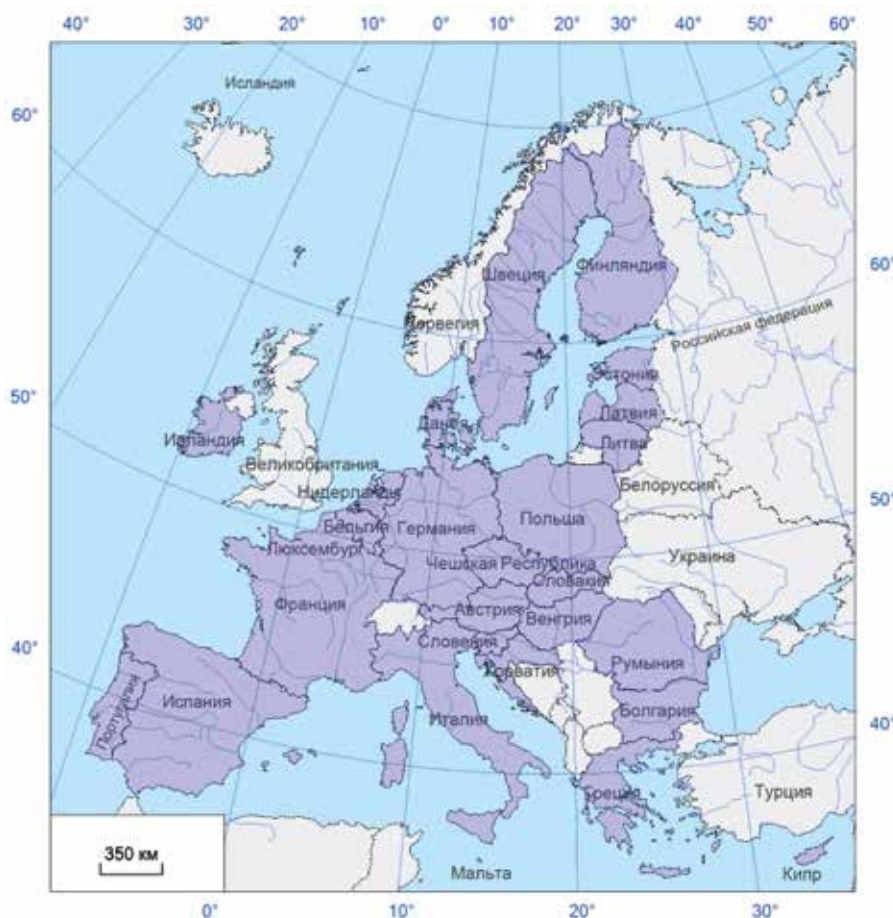 40° 30° 20° 10° 0° 10° 20° 30° 40° 50° 60°
Исландия
60°
60°
Швеция
Финляндия
Норвегия
Российская федерация
Эстония
50°
Дания
Латвия
Ирландия
Литва
Великобритания
Белоруссия
Нидерланды
50°
Бельгия
Германия
Польша
Люксембург
Украина
Чешская Республика
Словакия
Франция
Австрия
Венгрия
40°
Словения
Румыния
Хорватия
Португалия
Испания
Италия
Болгария
40°
Греция
Турция
350 км
Мальта
Кипр
0° 10° 20° 30°